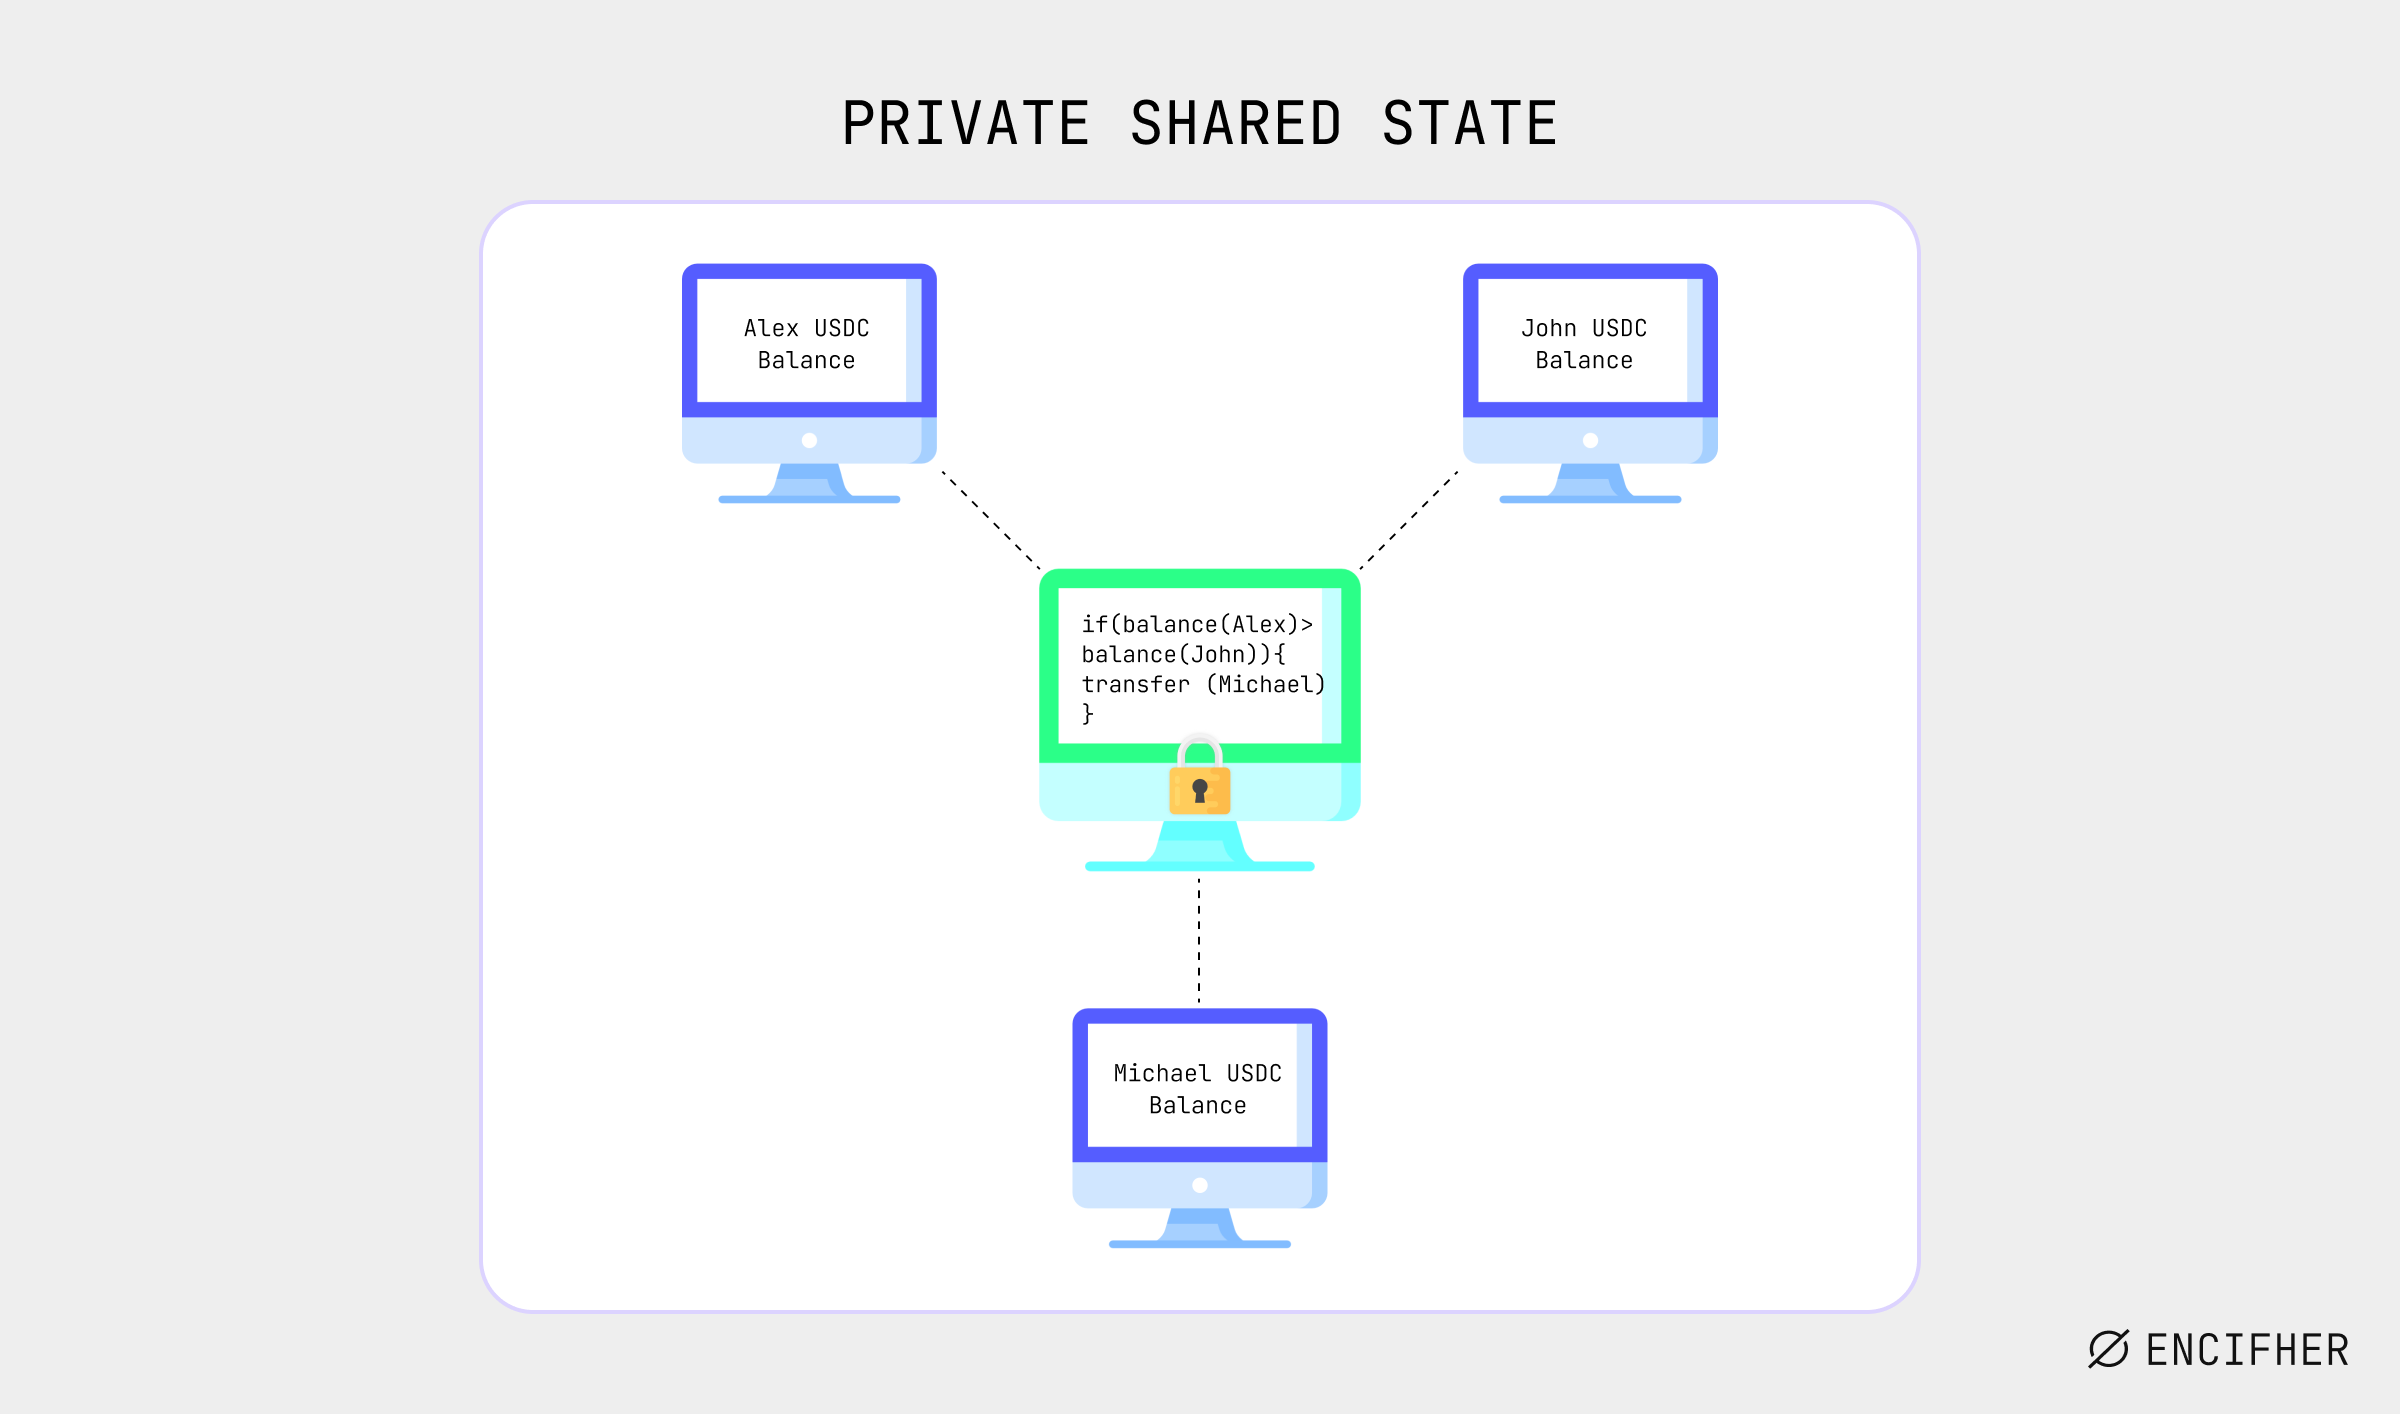 PRIVATE SHARED STATE
Alex USDC
Balance
John USDC
Balance
if(balance(Alex)>
balance(John)){
transfer (Michael)
}
Michael USDC
Balance
ENCIFHER